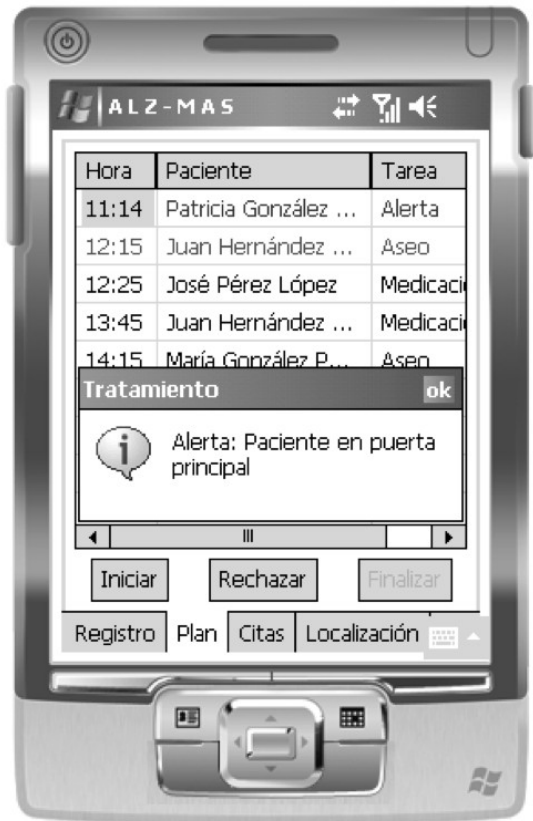 ALZ-MAS
Hora Paciente Tarea
11:14 Patricia González ... Alerta
12:15 Juan Hernández ... Aseo
12:25 José Pérez López Medicaci
13:45 Juan Hernández ... Medicaci
14:15 María González P... Aseo
Tratamiento ok
Alerta: Paciente en puerta
principal
Iniciar Rechazar Finalizar
Registro Plan Citas Localización